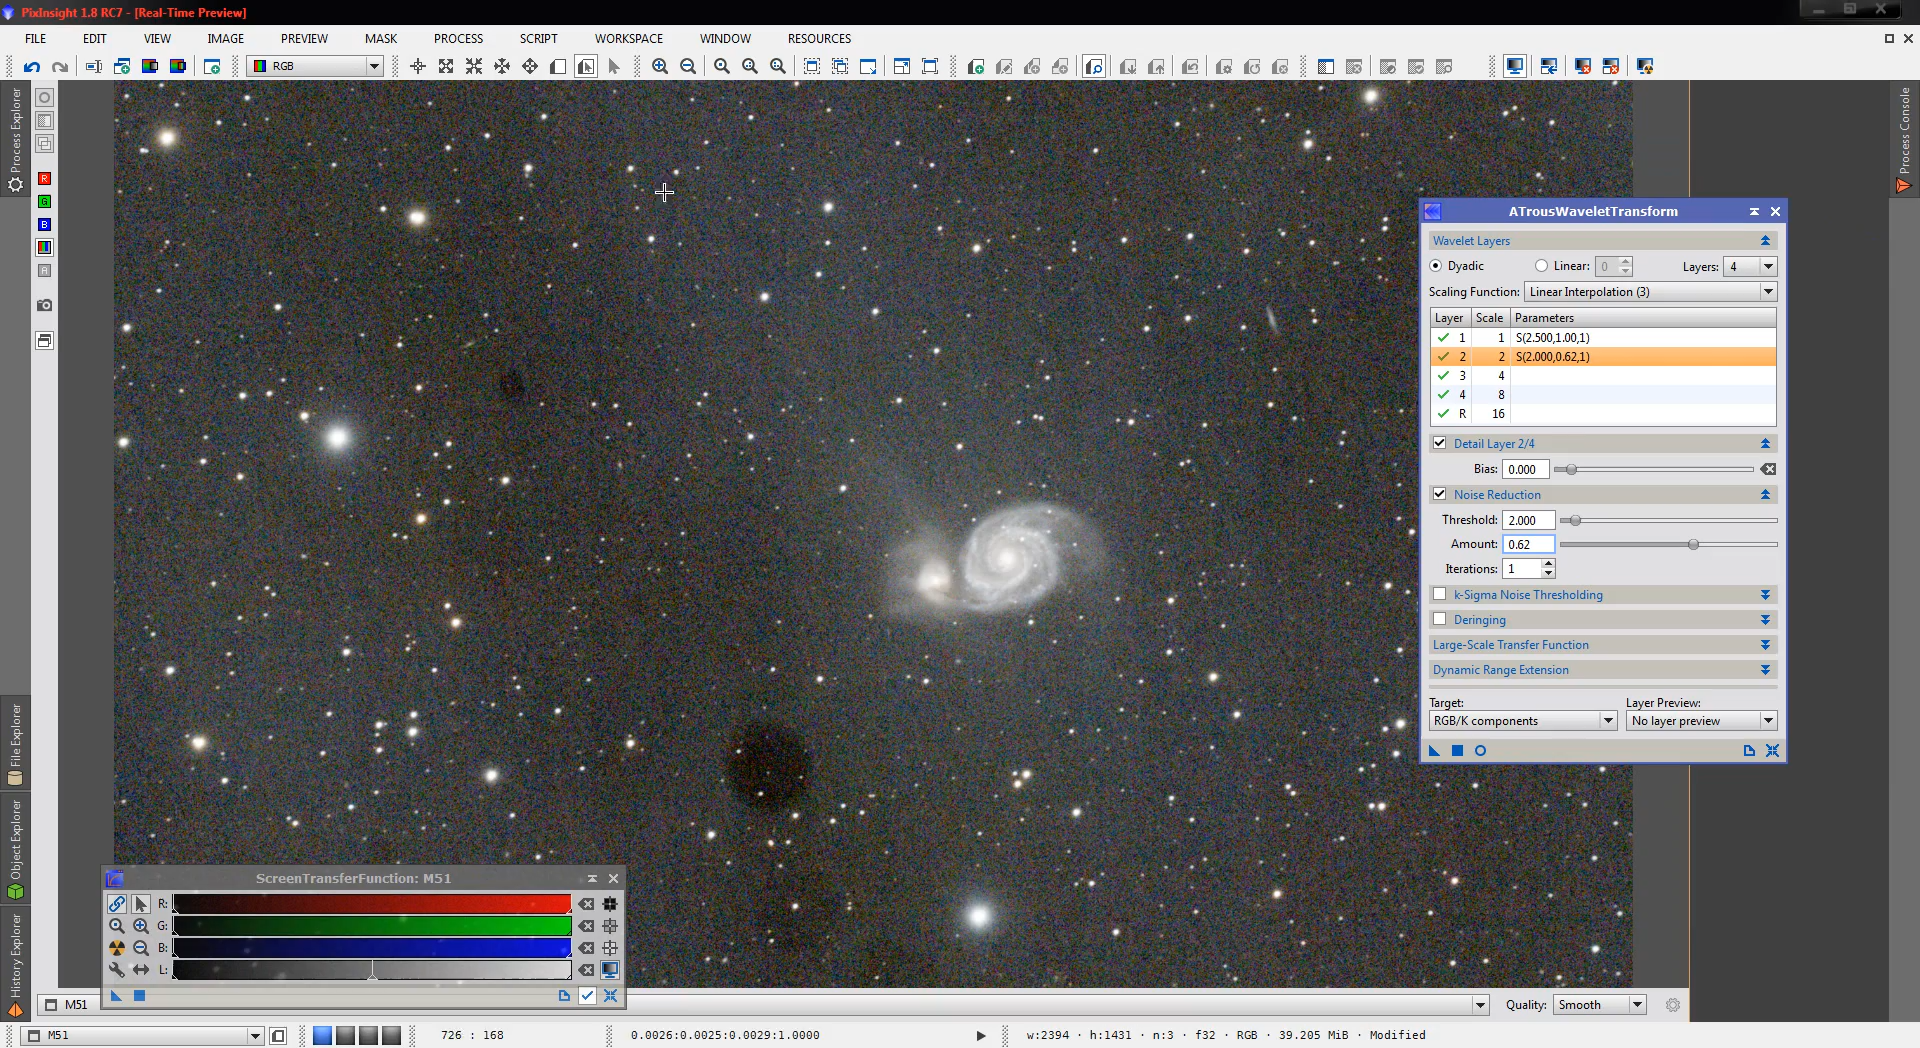 PixInsight 1.8 RC7 - [Real-Time Preview]
FILE EDIT VIEW IMAGE PREVIEW MASK PROCESS SCRIPT WORKSPACE WINDOW RESOURCES
RGB
Process Explorer
Process Console
R
G
B
A
ATrousWaveletTransform
Wavelet Layers
Dyadic Linear: 0 Layers: 4
Scaling Function: Linear Interpolation (3)
Layer Scale Parameters
1 1 S(2.500,1.00,1)
2 2 S(2.000,0.62,1)
3 4
4 8
R 16
Detail Layer 2/4
Bias: 0.000
Noise Reduction
Threshold: 2.000
Amount: 0.62
Iterations: 1
k-Sigma Noise Thresholding
Deringing
Large-Scale Transfer Function
Dynamic Range Extension
Target: Layer Preview:
RGB/K components No layer preview
File Explorer
Object Explorer
History Explorer
ScreenTransferFunction: M51
R:
G:
B:
L:
M51 Quality: Smooth
M51 726 : 168 0.0026:0.0025:0.0029:1.0000 w:2394 · h:1431 · n:3 · f32 · RGB · 39.205 MiB · Modified